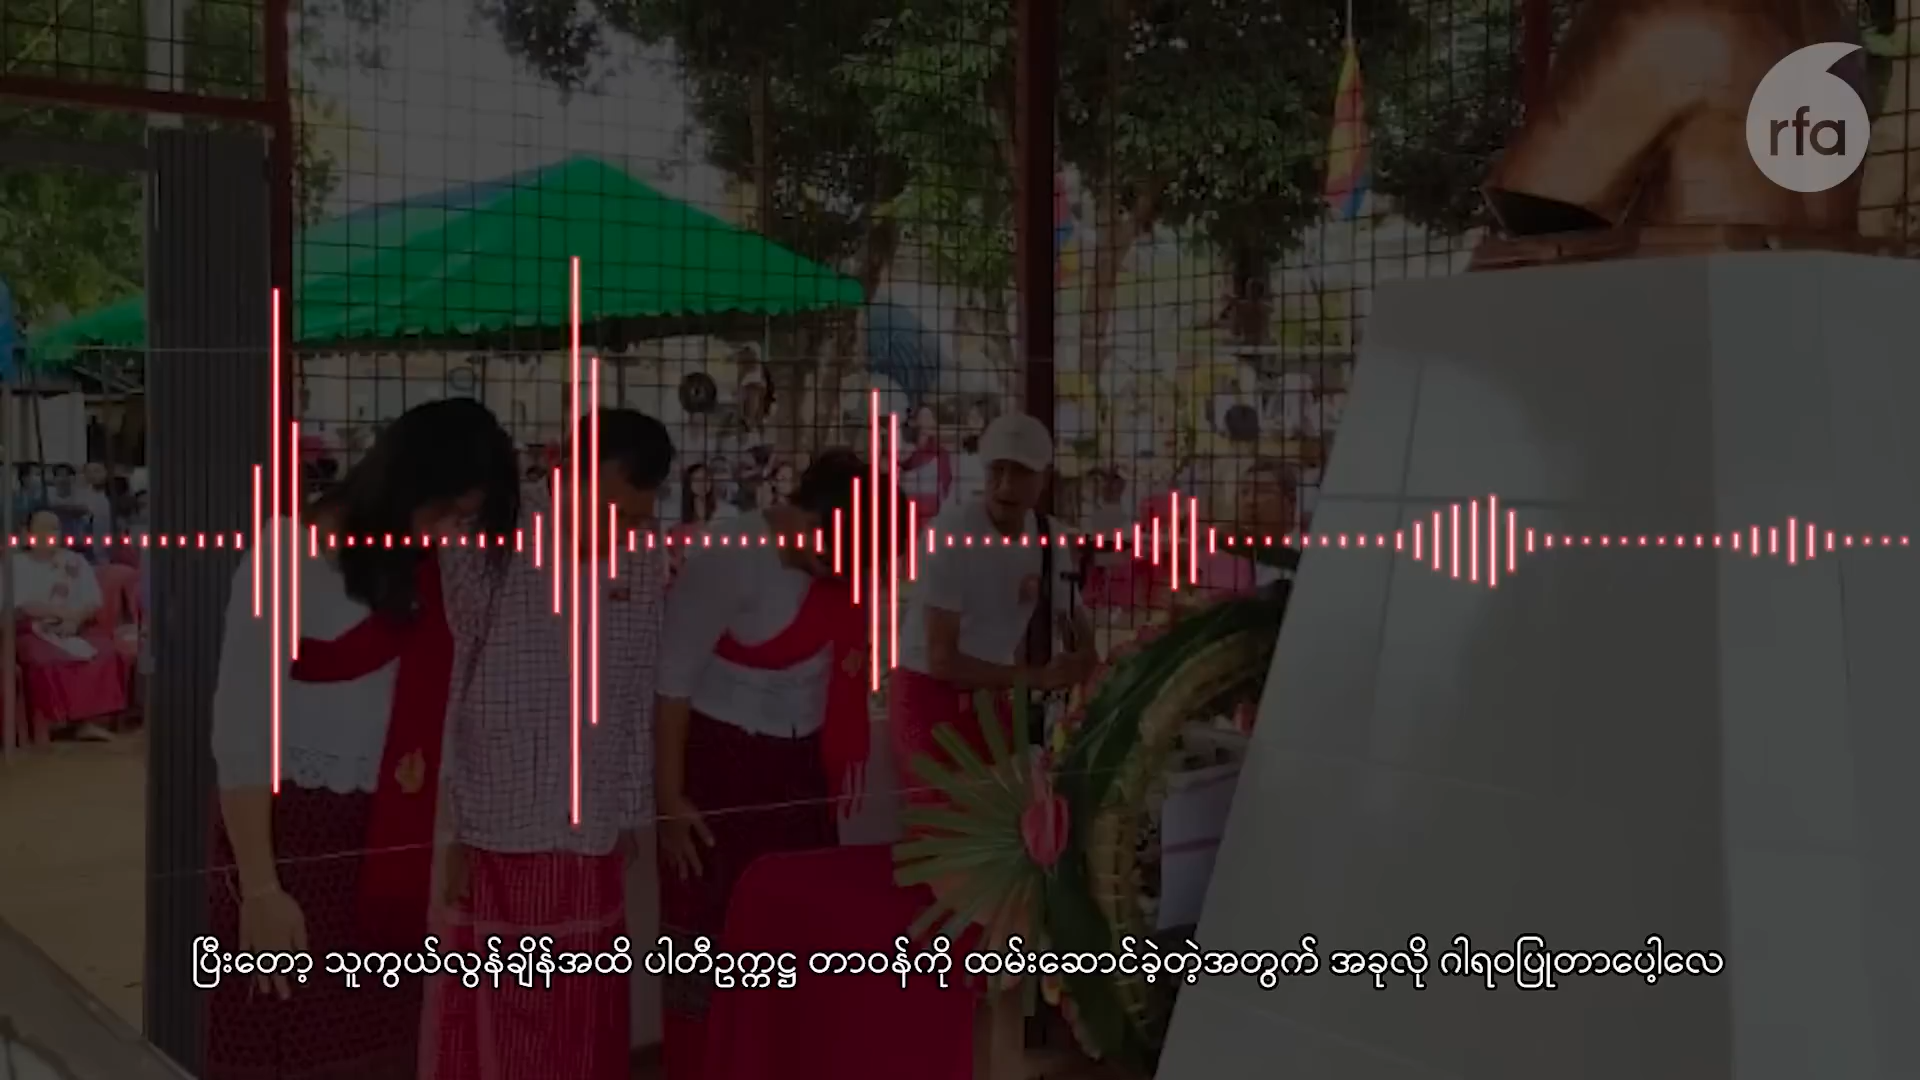 rfa
ပြီးတော့ သူကွယ်လွန်ချိန်အထိ ပါတီဥက္ကဋ္ဌ တာဝန်ကို ထမ်းဆောင်ခဲ့တဲ့အတွက် အခုလို ဂါရဝပြုတာပေါ့လေ